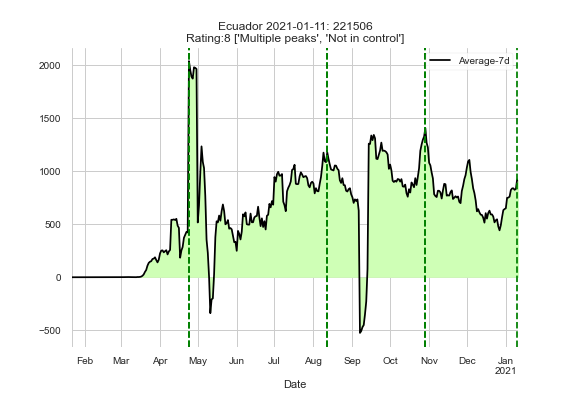 Ecuador 2021-01-11: 221506
Rating:8 ['Multiple peaks', 'Not in control']
Average-7d
2000
1500
1000
500
0
−500
Feb Mar Apr May Jun Jul Aug Sep Oct Nov Dec Jan
2021
Date